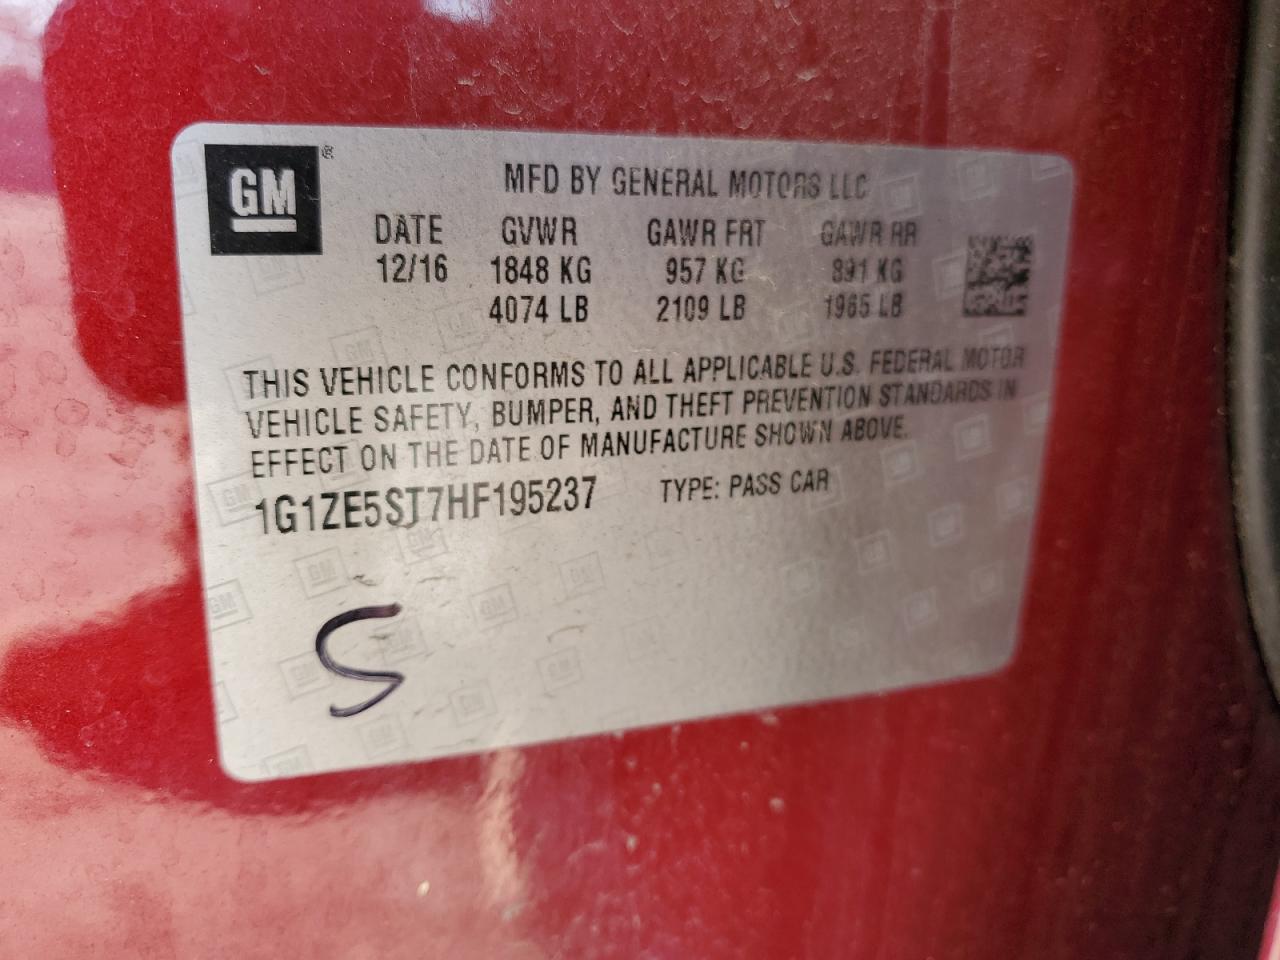 GM®
MFD BY GENERAL MOTORS LLC
DATE GVWR GAWR FRT GAWR RR
12/16 1848 KG 957 KG 891 KG
4074 LB 2109 LB 1965 LB
THIS VEHICLE CONFORMS TO ALL APPLICABLE U.S. FEDERAL MOTOR
VEHICLE SAFETY, BUMPER, AND THEFT PREVENTION STANDARDS IN
EFFECT ON THE DATE OF MANUFACTURE SHOWN ABOVE.
1G1ZE5ST7HF195237 TYPE: PASS CAR
S